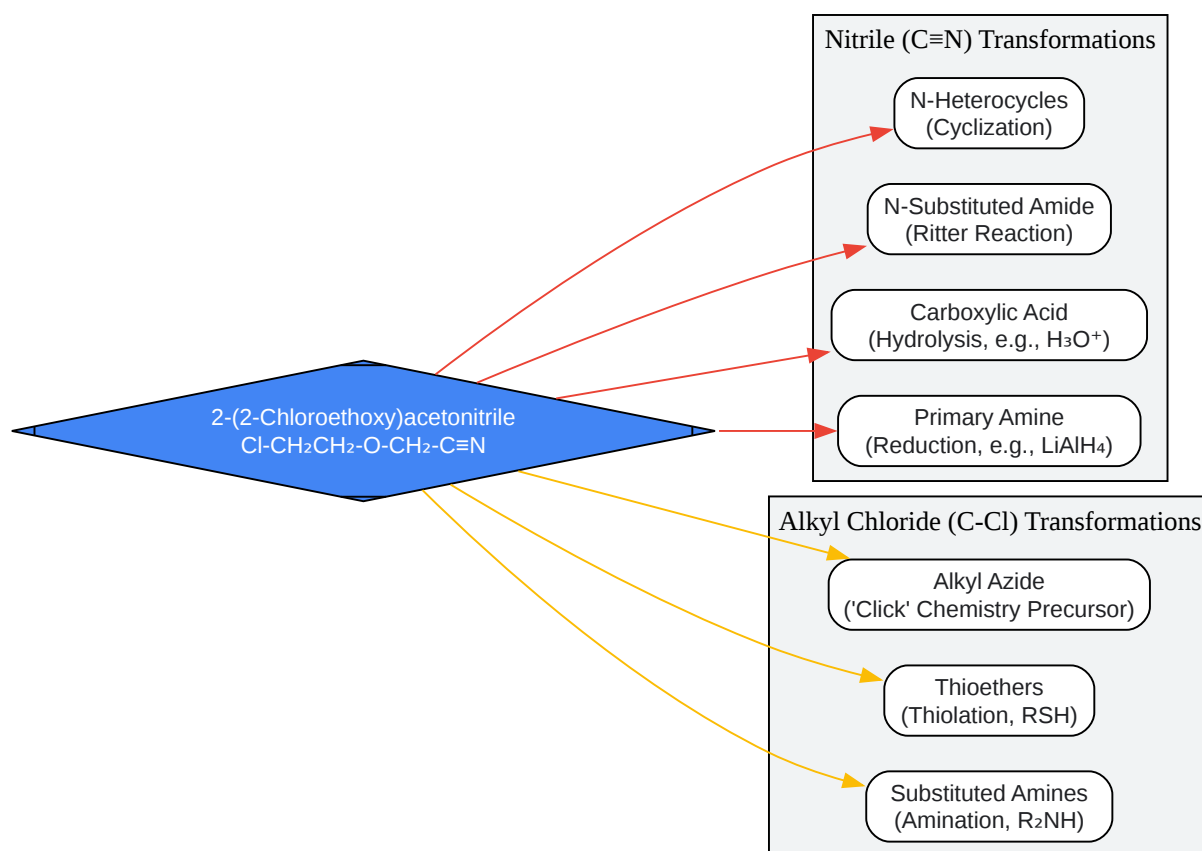 Nitrile (C≡N) Transformations
N-Heterocycles
(Cyclization)
N-Substituted Amide
(Ritter Reaction)
Carboxylic Acid
(Hydrolysis, e.g., H₃O⁺)
Primary Amine
(Reduction, e.g., LiAlH₄)
2-(2-Chloroethoxy)acetonitrile
Cl-CH₂CH₂-O-CH₂-C≡N
Alkyl Chloride (C-Cl) Transformations
Alkyl Azide
('Click' Chemistry Precursor)
Thioethers
(Thiolation, RSH)
Substituted Amines
(Amination, R₂NH)